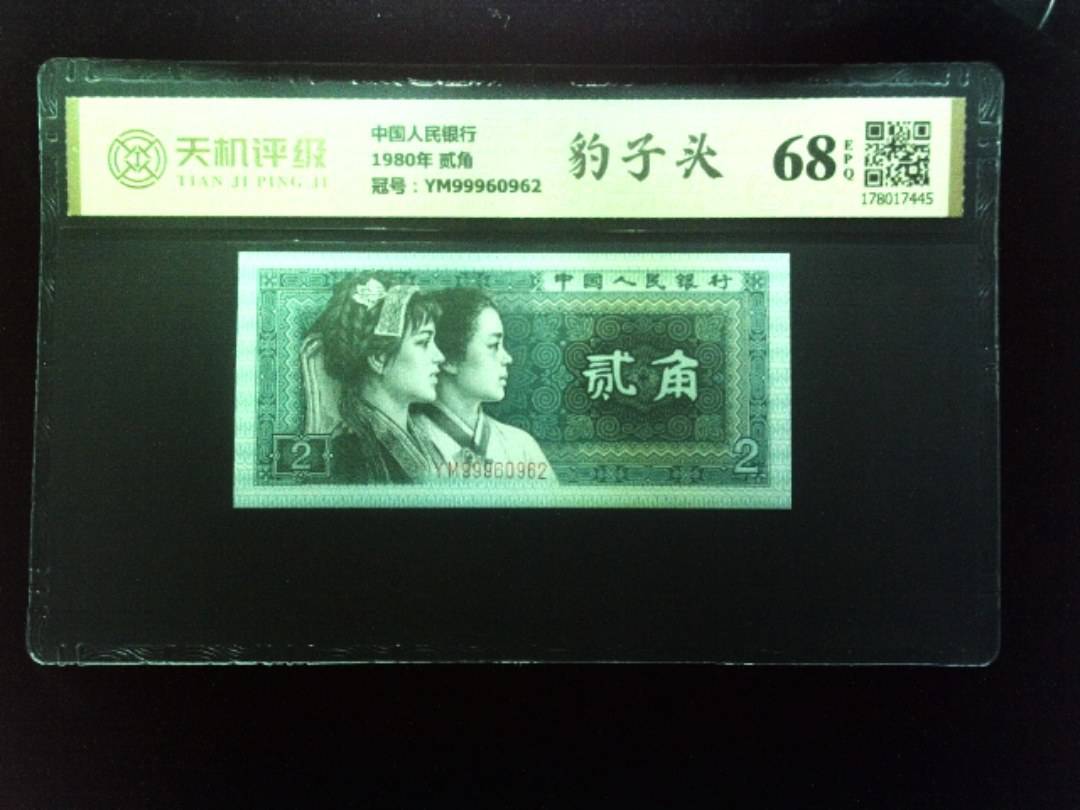 天机评级
TIAN JI PING JI
中国人民银行
1980年 贰角
冠号：YM99960962
豹子头
68
EPQ
178017445
中国人民银行
贰角
2
YM99960962
2